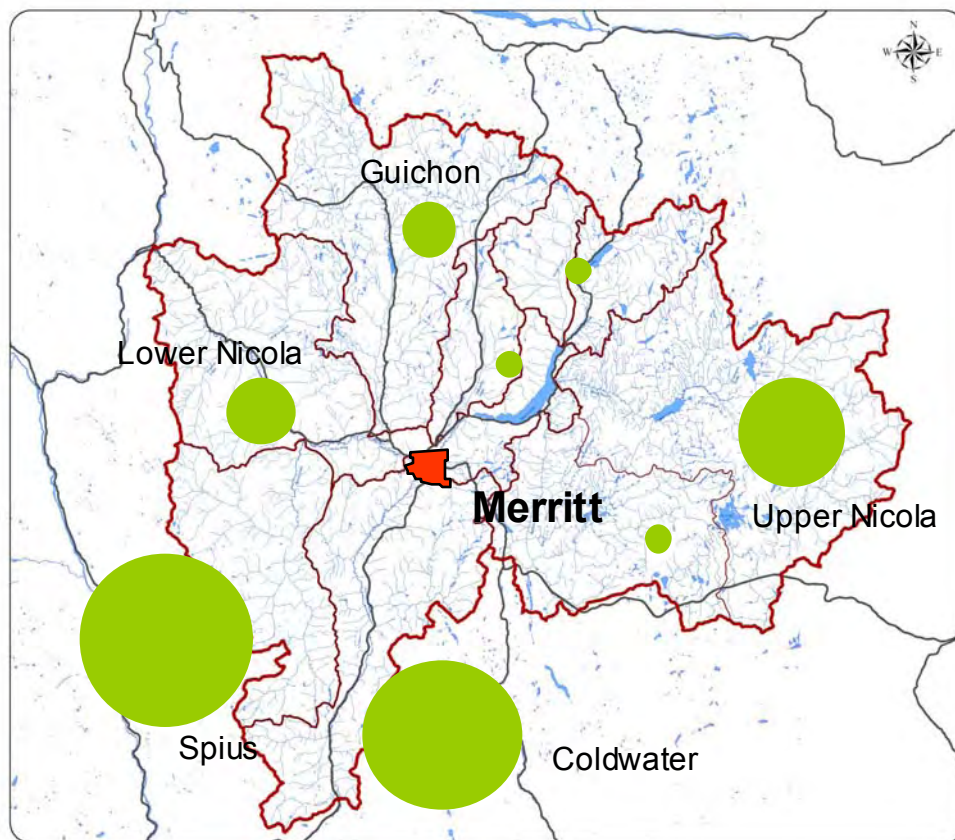 N
W E
S
Guichon
Lower Nicola
Merritt
Upper Nicola
Spius
Coldwater